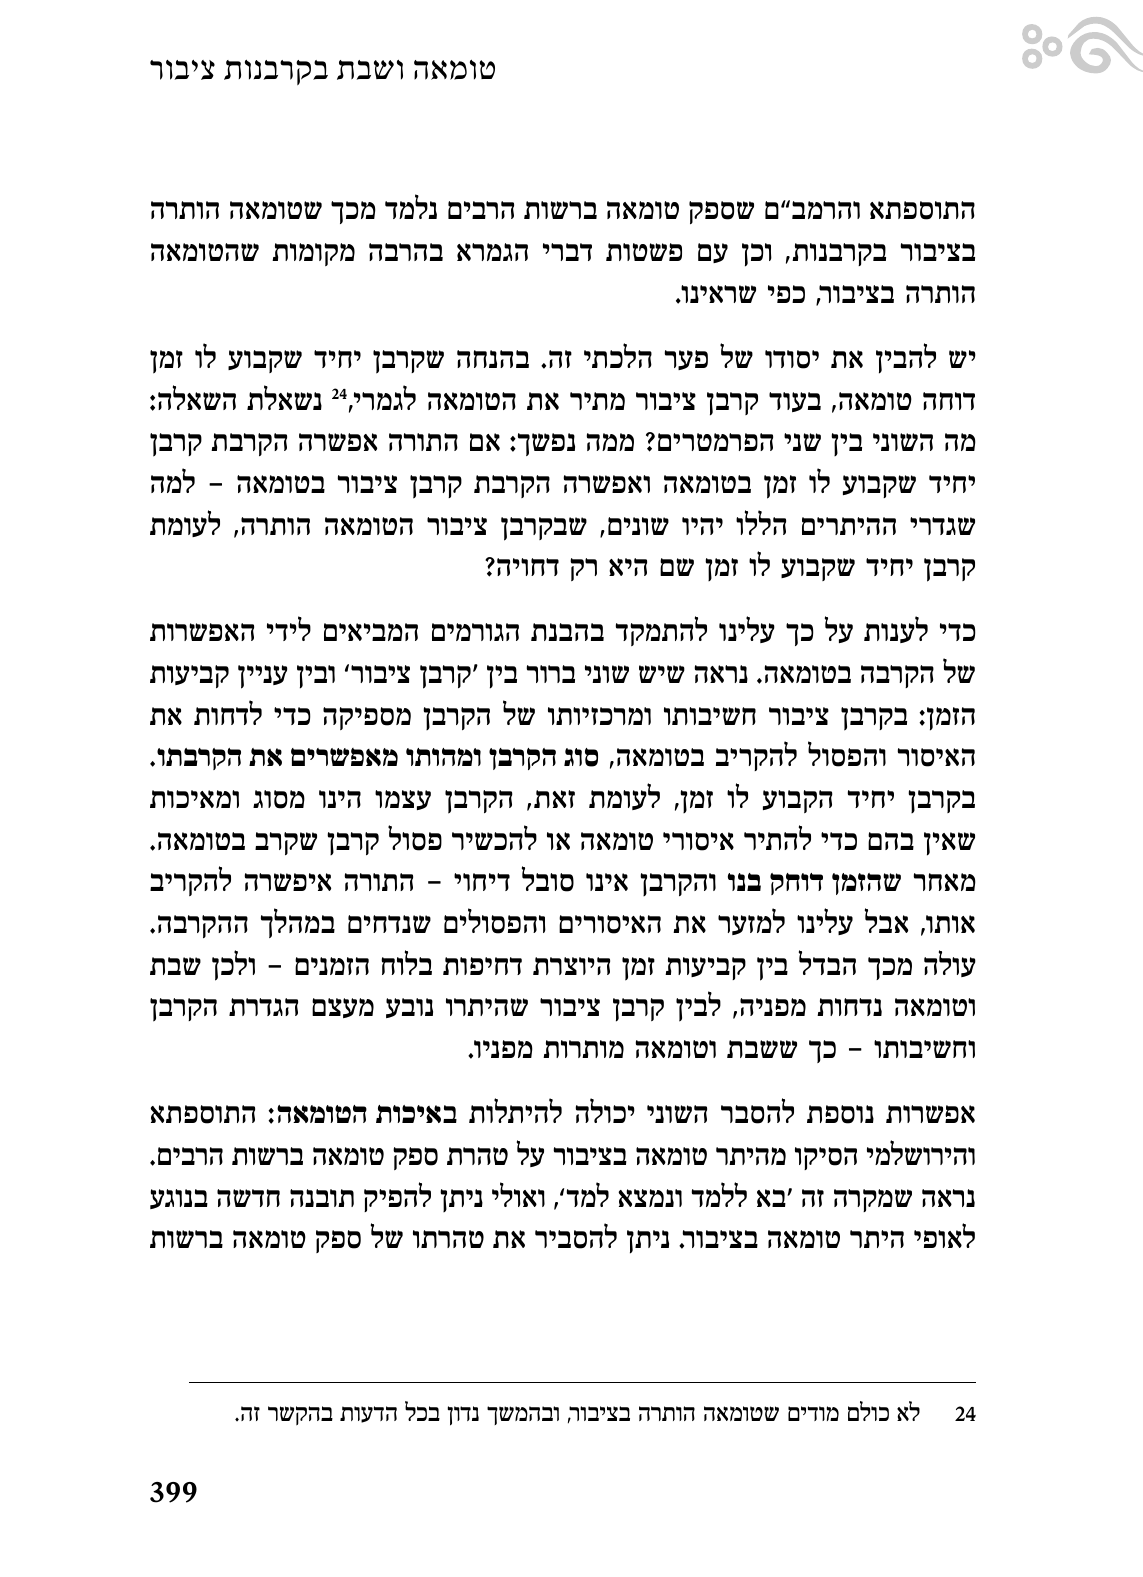 טומאה ושבת בקרבנות ציבור
התוספתא והרמב"ם שספק טומאה ברשות הרבים נלמד מכך שטומאה הותרה
בציבור בקרבנות, וכן עם פשטות דברי הגמרא בהרבה מקומות שהטומאה
הותרה בציבור, כפי שראינו.
יש להבין את יסודו של פער הלכתי זה. בהנחה שקרבן יחיד שקבוע לו זמן
דוחה טומאה, בעוד קרבן ציבור מתיר את הטומאה לגמרי,24 נשאלת השאלה:
מה השוני בין שני הפרמטרים? ממה נפשך: אם התורה אפשרה הקרבת קרבן
יחיד שקבוע לו זמן בטומאה ואפשרה הקרבת קרבן ציבור בטומאה – למה
שגדרי ההיתרים הללו יהיו שונים, שבקרבן ציבור הטומאה הותרה, לעומת
קרבן יחיד שקבוע לו זמן שם היא רק דחויה?
כדי לענות על כך עלינו להתמקד בהבנת הגורמים המביאים לידי האפשרות
של הקרבה בטומאה. נראה שיש שוני ברור בין 'קרבן ציבור' ובין עניין קביעות
הזמן: בקרבן ציבור חשיבותו ומרכזיותו של הקרבן מספיקה כדי לדחות את
האיסור והפסול להקריב בטומאה, סוג הקרבן ומהותו מאפשרים את הקרבתו.
בקרבן יחיד הקבוע לו זמן, לעומת זאת, הקרבן עצמו הינו מסוג ומאיכות
שאין בהם כדי להתיר איסורי טומאה או להכשיר פסול קרבן שקרב בטומאה.
מאחר שהזמן דוחק בנו והקרבן אינו סובל דיחוי – התורה איפשרה להקריב
אותו, אבל עלינו למזער את האיסורים והפסולים שנדחים במהלך ההקרבה.
עולה מכך הבדל בין קביעות זמן היוצרת דחיפות בלוח הזמנים – ולכן שבת
וטומאה נדחות מפניה, לבין קרבן ציבור שהיתרו נובע מעצם הגדרת הקרבן
וחשיבותו – כך ששבת וטומאה מותרות מפניו.
אפשרות נוספת להסבר השוני יכולה להיתלות באיכות הטומאה: התוספתא
והירושלמי הסיקו מהיתר טומאה בציבור על טהרת ספק טומאה ברשות הרבים.
נראה שמקרה זה 'בא ללמד ונמצא למד', ואולי ניתן להפיק תובנה חדשה בנוגע
לאופי היתר טומאה בציבור. ניתן להסביר את טהרתו של ספק טומאה ברשות
24 לא כולם מודים שטומאה הותרה בציבור, ובהמשך נדון בכל הדעות בהקשר זה.
399